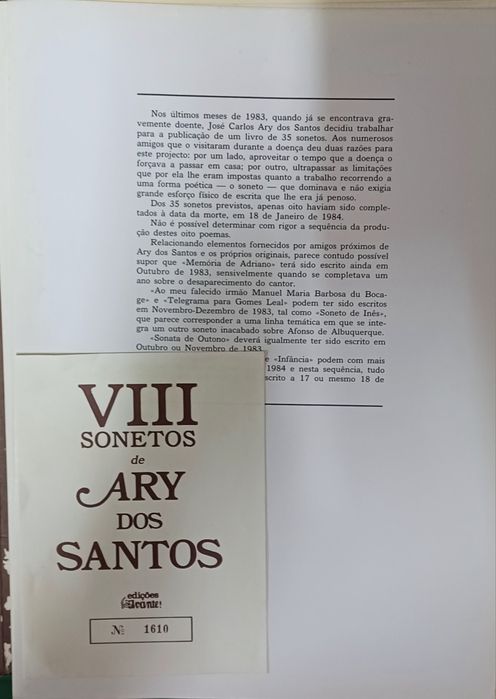 Nos últimos meses de 1983, quando já se encontrava gra-
vemente doente, José Carlos Ary dos Santos decidiu trabalhar
para a publicação de um livro de 35 sonetos. Aos numerosos
amigos que o visitaram durante a doença deu duas razões para
este projecto: por um lado, aproveitar o tempo que a doença o
forçava a passar em casa; por outro, ultrapassar as limitações
que por ela lhe eram impostas quanto a trabalho recorrendo a
uma forma poética — o soneto — que dominava e não exigia
grande esforço físico de escrita que lhe era já penoso.
Dos 35 sonetos previstos, apenas oito haviam sido comple-
tados à data da morte, em 18 de Janeiro de 1984.
Não é possível determinar com rigor a sequência da produ-
ção destes oito poemas.
Relacionando elementos fornecidos por amigos próximos de
Ary dos Santos e os próprios originais, parece contudo possível
supor que «Memória de Adriano» terá sido escrito ainda em
Outubro de 1983, sensivelmente quando se completava um
ano sobre o desaparecimento do cantor.
«Ao meu falecido irmão Manuel Maria Barbosa du Boca-
ge» e «Telegrama para Gomes Leal» podem ter sido escritos
em Novembro-Dezembro de 1983, tal como «Soneto de Inês»,
que parece corresponder a uma linha temática em que se inte-
gra um outro soneto inacabado sobre Afonso de Albuquerque.
«Sonata de Outono» deverá igualmente ter sido escrito em
Outubro ou Novembro de 1983.
e «Infância» podem com mais
1984 e nesta sequência, tudo
scrito a 17 ou mesmo 18 de
VIII
SONETOS
de
ARY
DOS
SANTOS
edições
Avante!
Nº 1610